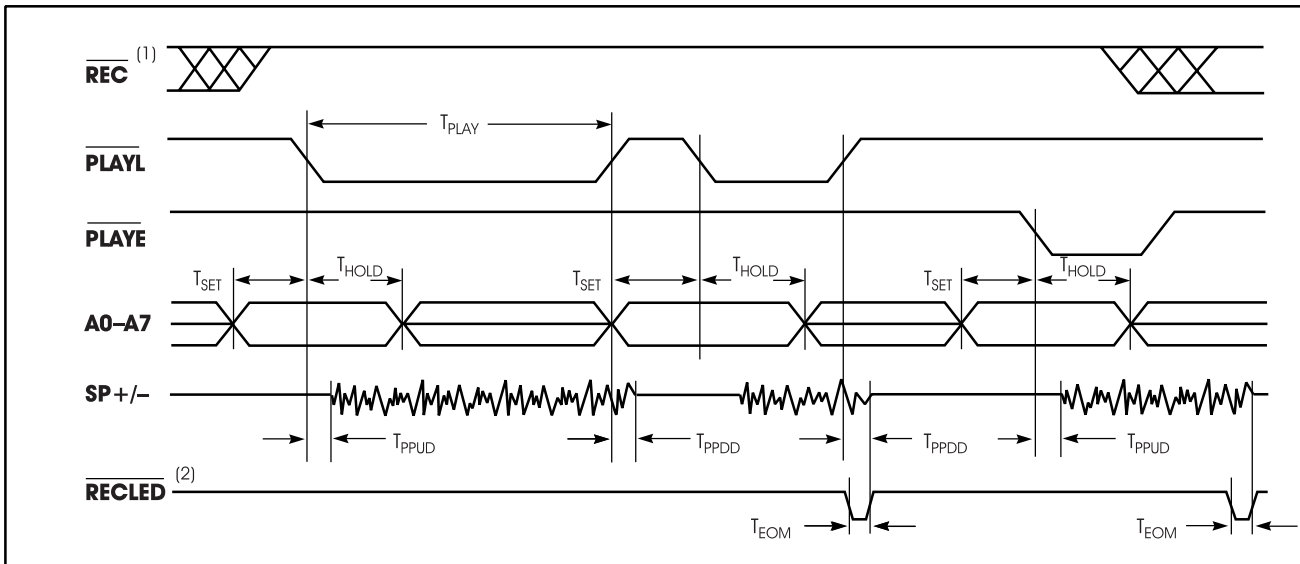 REC (1)
T_PLAY
PLAYL
PLAYE
T_SET T_HOLD T_SET T_HOLD T_SET T_HOLD
A0–A7
SP+/–
T_PPUD T_PPDD T_PPDD T_PPUD
RECLED (2)
T_EOM T_EOM